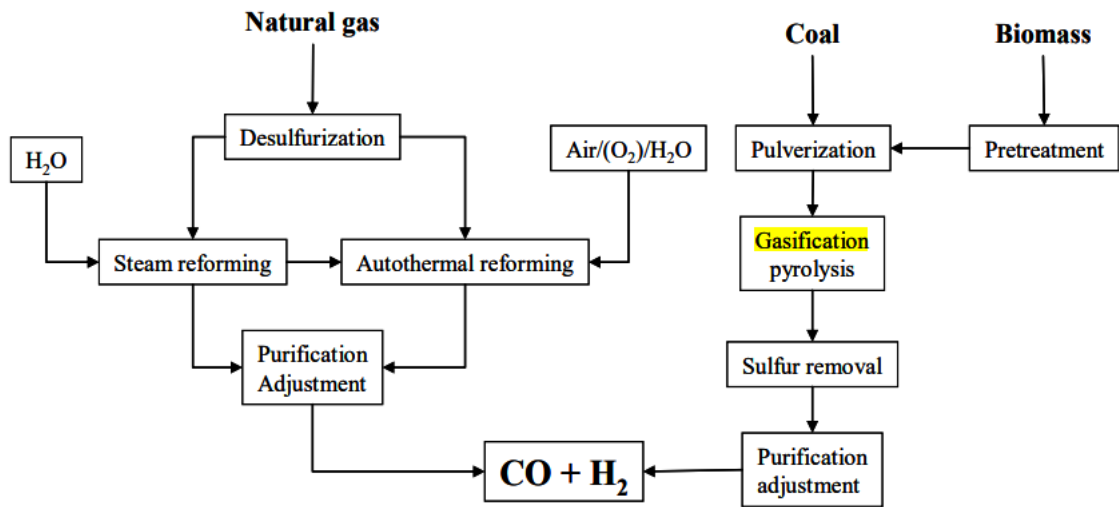 Natural gas
Coal
Biomass
Desulfurization
H₂O
Air/(O₂)/H₂O
Pulverization
Pretreatment
Gasification
pyrolysis
Steam reforming
Autothermal reforming
Purification
Adjustment
Sulfur removal
CO + H₂
Purification
adjustment